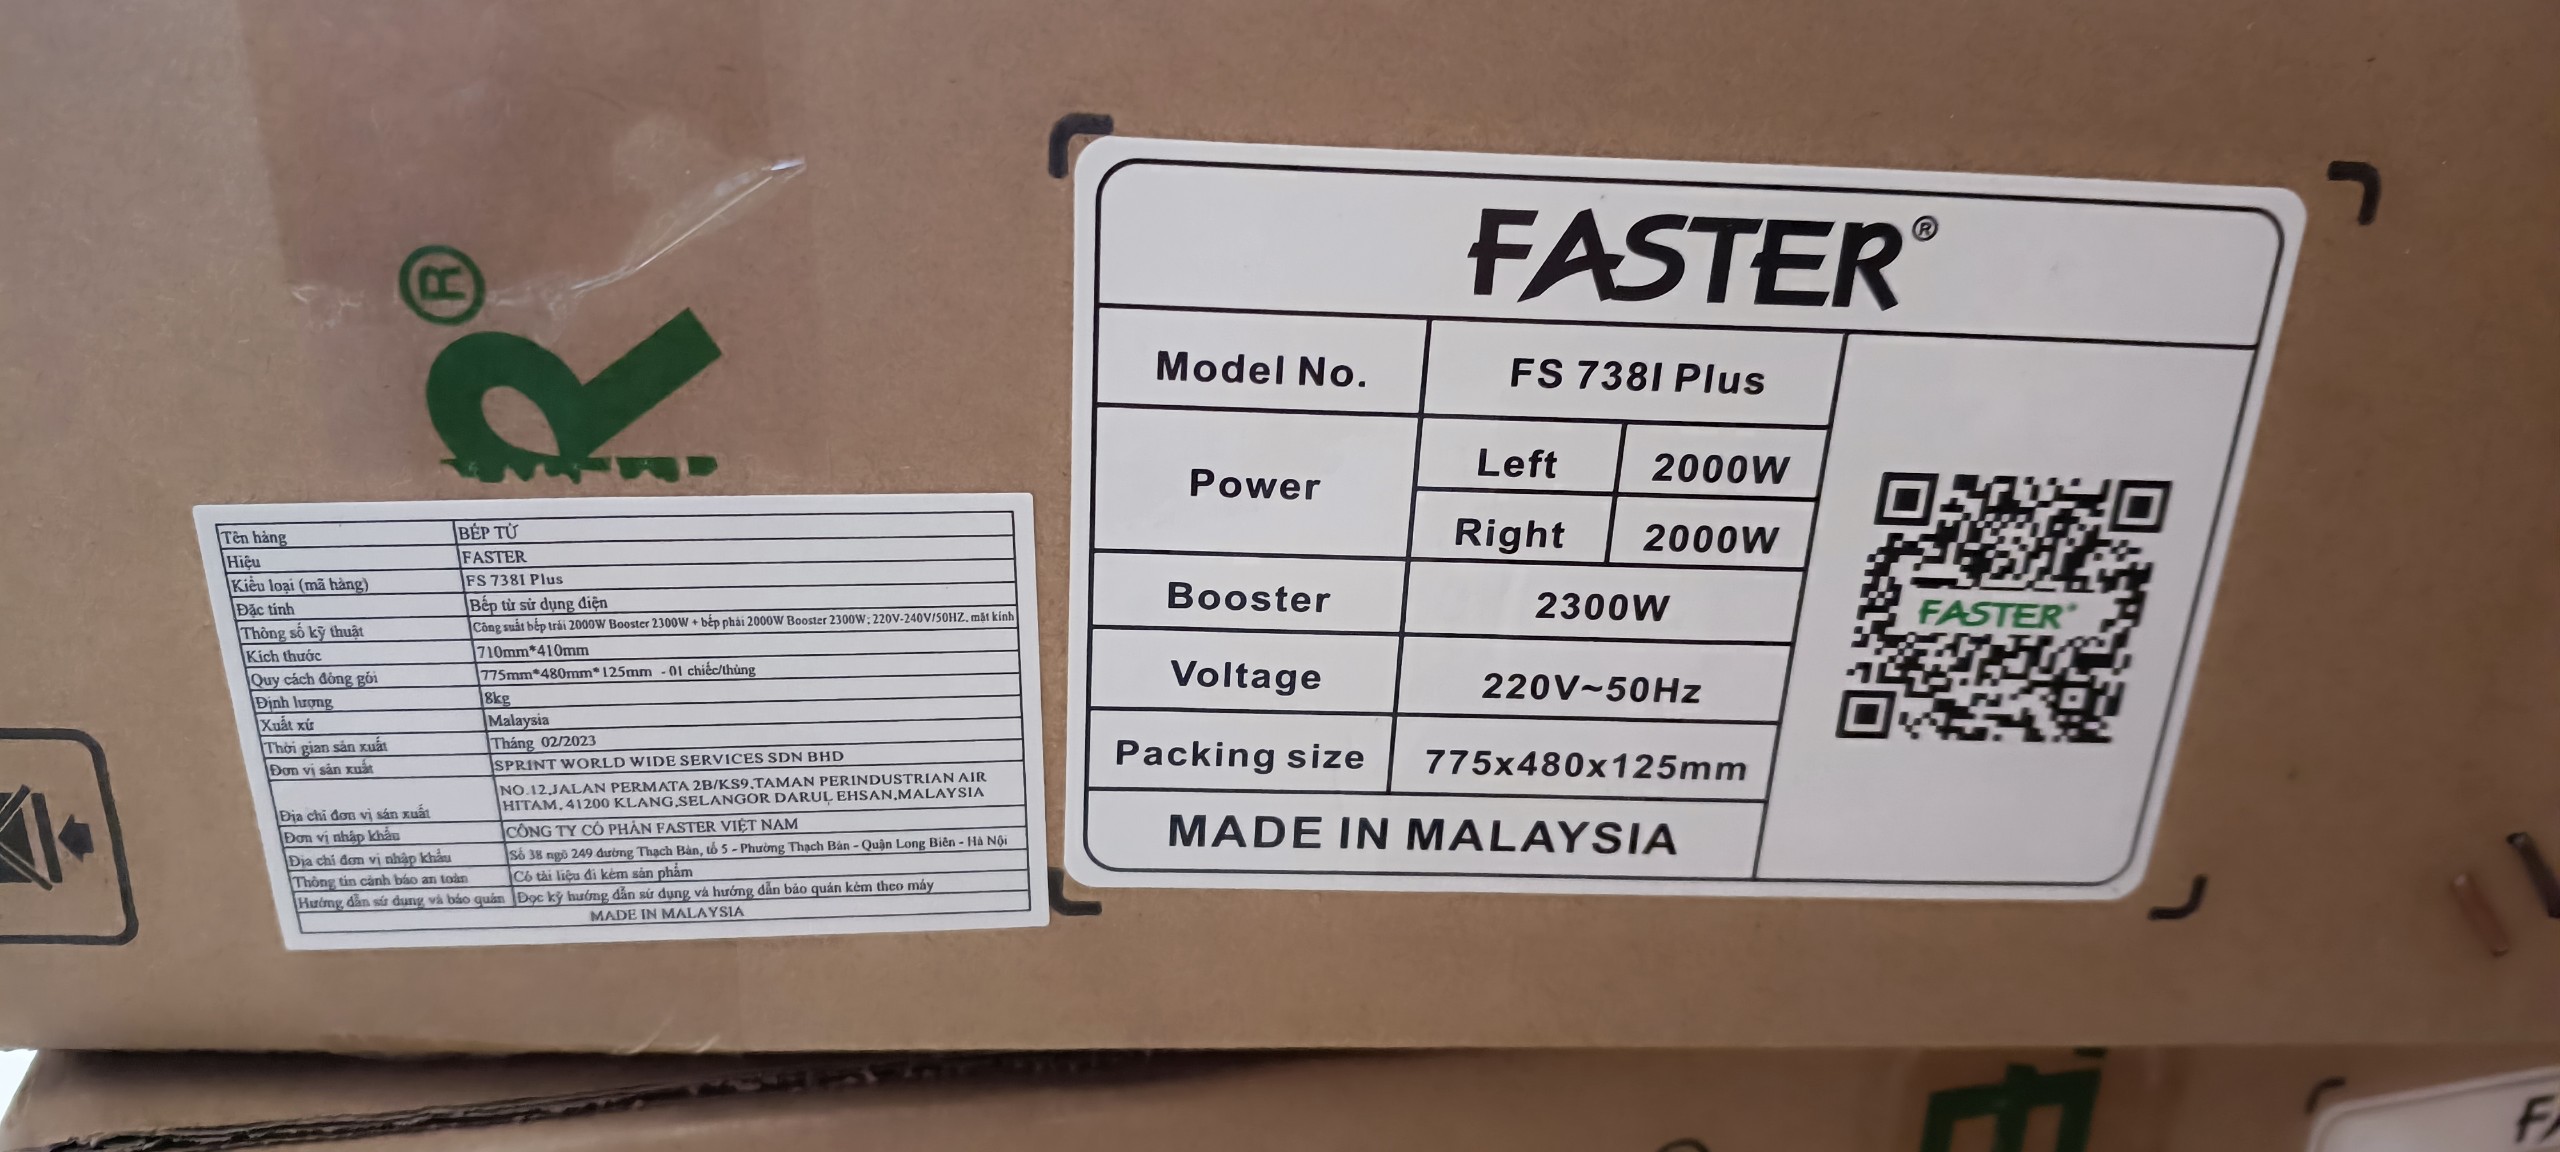 R®
Tên hàng BẾP TỪ
Hiệu FASTER
Kiểu loại (mã hàng) FS 738I Plus
Đặc tính Bếp từ sử dụng điện
Thông số kỹ thuật Công suất bếp trái 2000W Booster 2300W + bếp phải 2000W Booster 2300W; 220V-240V/50HZ. mặt kính
Kích thước 710mm*410mm
Quy cách đóng gói 775mm*480mm*125mm - 01 chiếc/thùng
Định lượng 8kg
Xuất xứ Malaysia
Thời gian sản xuất Tháng 02/2023
Đơn vị sản xuất SPRINT WORLD WIDE SERVICES SDN BHD
Địa chỉ đơn vị sản xuất NO.12,JALAN PERMATA 2B/KS9,TAMAN PERINDUSTRIAN AIR
HITAM, 41200 KLANG,SELANGOR DARUL EHSAN,MALAYSIA
Đơn vị nhập khẩu CÔNG TY CỔ PHẦN FASTER VIỆT NAM
Địa chỉ đơn vị nhập khẩu Số 38 ngõ 249 đường Thạch Bàn, tổ 5 - Phường Thạch Bàn - Quận Long Biên - Hà Nội
Thông tin cảnh báo an toàn Có tài liệu đi kèm sản phẩm
Hướng dẫn sử dụng và bảo quản Đọc kỹ hướng dẫn sử dụng và hướng dẫn bảo quản kèm theo máy
MADE IN MALAYSIA
FASTER®
Model No. FS 738I Plus
Power Left 2000W
Right 2000W
Booster 2300W
Voltage 220V~50Hz
Packing size 775x480x125mm
MADE IN MALAYSIA
FASTER®